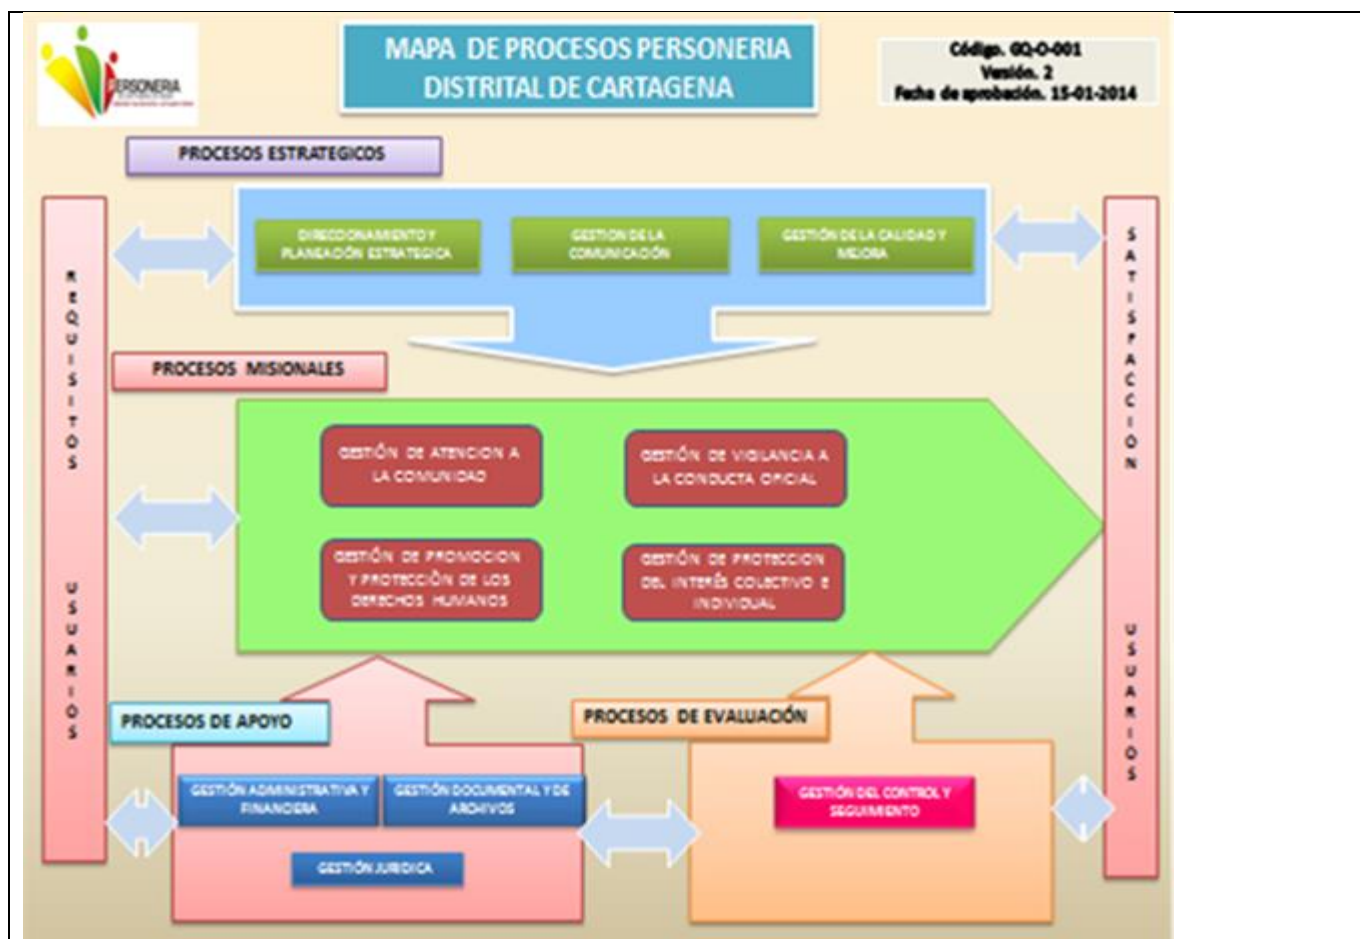 MAPA DE PROCESOS PERSONERIA
DISTRITAL DE CARTAGENA
Código. GQ-O-001
Versión. 2
Fecha de aprobación. 15-01-2014
PERSONERIA
PROCESOS ESTRATEGICOS
DIRECCIONAMIENTO Y
PLANEACIÓN ESTRATEGICA
GESTION DE LA
COMUNICACIÓN
GESTIÓN DE LA CALIDAD Y
MEJORA
REQUISITOS USUARIOS
SATISFACCION USUARIOS
PROCESOS MISIONALES
GESTIÓN DE ATENCION A
LA COMUNIDAD
GESTIÓN DE VIGILANCIA A
LA CONDUCTA OFICIAL
GESTIÓN DE PROMOCION
Y PROTECCIÒN DE LOS
DERECHOS HUMANOS
GESTIÓN DE PROTECCION
DEL INTERÉS COLECTIVO E
INDIVIDUAL
PROCESOS DE APOYO
PROCESOS DE EVALUACIÓN
GESTIÓN ADMINISTRATIVA Y
FINANCIERA
GESTIÓN DOCUMENTAL Y DE
ARCHIVOS
GESTIÓN JURIDICA
GESTIÓN DEL CONTROL Y
SEGUIMIENTO